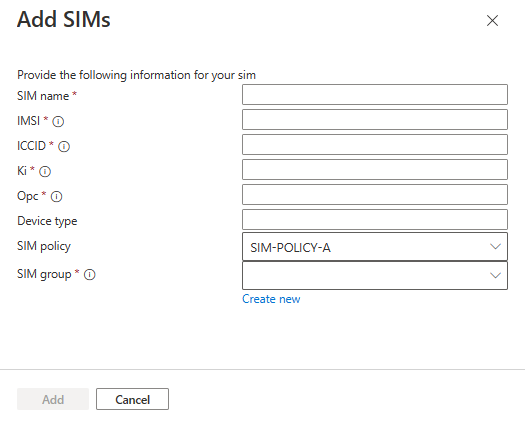 Add SIMs
Provide the following information for your sim
SIM name *
IMSI *
ICCID *
Ki *
Opc *
Device type
SIM policy SIM-POLICY-A
SIM group *
Create new
Add Cancel